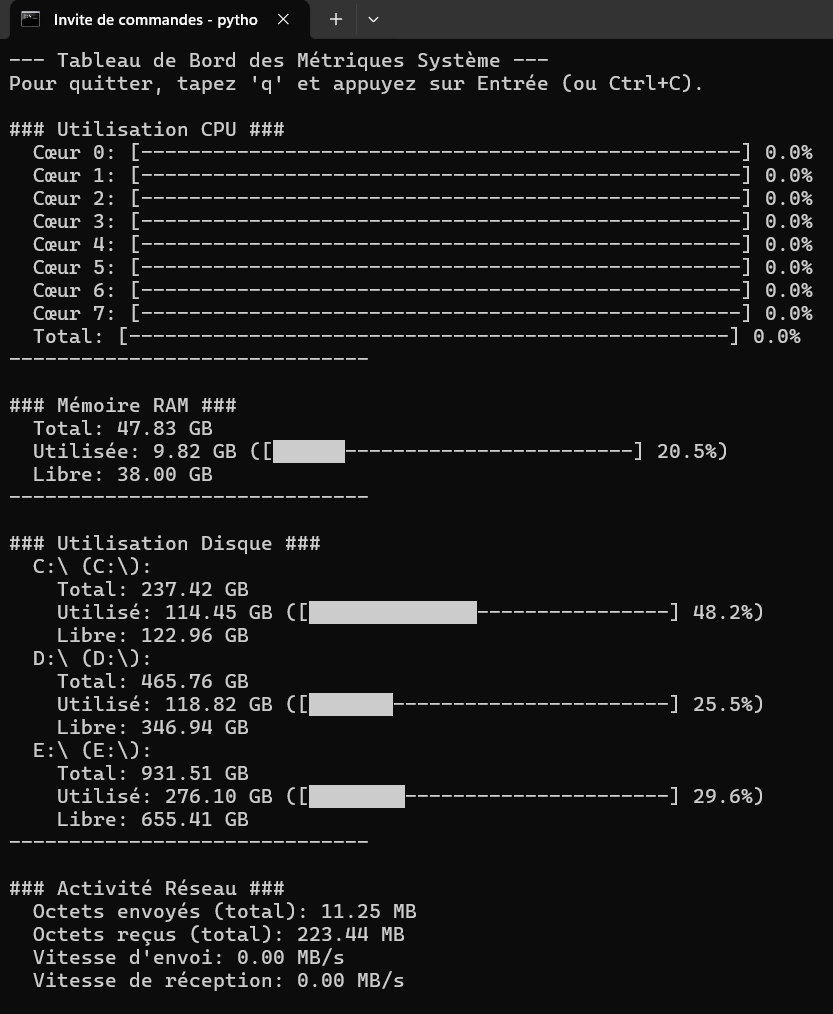 Invite de commandes - pytho
--- Tableau de Bord des Métriques Système ---
Pour quitter, tapez 'q' et appuyez sur Entrée (ou Ctrl+C).
### Utilisation CPU ###
Cœur 0: [--------------------------------------------------] 0.0%
Cœur 1: [--------------------------------------------------] 0.0%
Cœur 2: [--------------------------------------------------] 0.0%
Cœur 3: [--------------------------------------------------] 0.0%
Cœur 4: [--------------------------------------------------] 0.0%
Cœur 5: [--------------------------------------------------] 0.0%
Cœur 6: [--------------------------------------------------] 0.0%
Cœur 7: [--------------------------------------------------] 0.0%
Total: [--------------------------------------------------] 0.0%
------------------------------
### Mémoire RAM ###
Total: 47.83 GB
Utilisée: 9.82 GB ([██████------------------------] 20.5%)
Libre: 38.00 GB
------------------------------
### Utilisation Disque ###
C:\ (C:\):
Total: 237.42 GB
Utilisé: 114.45 GB ([██████████████----------------] 48.2%)
Libre: 122.96 GB
D:\ (D:\):
Total: 465.76 GB
Utilisé: 118.82 GB ([███████-----------------------] 25.5%)
Libre: 346.94 GB
E:\ (E:\):
Total: 931.51 GB
Utilisé: 276.10 GB ([████████----------------------] 29.6%)
Libre: 655.41 GB
------------------------------
### Activité Réseau ###
Octets envoyés (total): 11.25 MB
Octets reçus (total): 223.44 MB
Vitesse d'envoi: 0.00 MB/s
Vitesse de réception: 0.00 MB/s